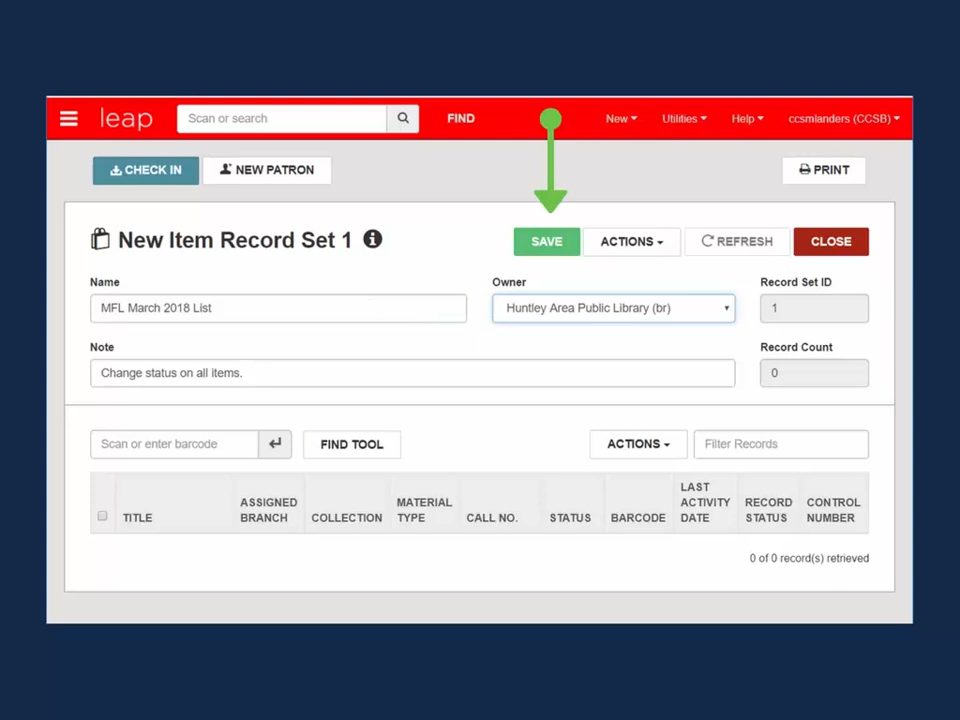 leap
Scan or search
FIND
New
Utilities
Help
ccsmlanders (CCSB)
CHECK IN
NEW PATRON
PRINT
New Item Record Set 1
SAVE
ACTIONS
REFRESH
CLOSE
Name
Owner
Record Set ID
MFL March 2018 List
Huntley Area Public Library (br)
1
Note
Record Count
Change status on all items.
0
Scan or enter barcode
FIND TOOL
ACTIONS
Filter Records
TITLE
ASSIGNED
BRANCH
COLLECTION
MATERIAL
TYPE
CALL NO.
STATUS
BARCODE
LAST
ACTIVITY
DATE
RECORD
STATUS
CONTROL
NUMBER
0 of 0 record(s) retrieved